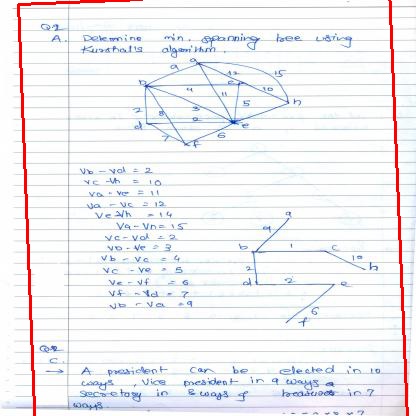 Q2
A. Determine min. spanning tree using
Kurshal's algorithm.
a
9 12 15
b 4 c 10
11 5 h
2 8 3
d 2 e
7 6
f
Vb - Vd = 2
Vc - Vh = 10
Va - Ve = 11
Va - Vc = 12
Ve - Vh = 14
Va - Vh = 15
Vc - Vd = 2
Vb - Ve = 3
Vb - Vc = 4
Vc - Ve = 5
Ve - Vf = 6
Vf - Vd = 7
Vb - Va = 9
a
9
b 1 c
10
h
2
d 2 e
6
f
Q2
C.
→ A president can be elected in 10
ways, Vice president in 9 ways a
secretary in 8 ways & treasurer in 7
ways.